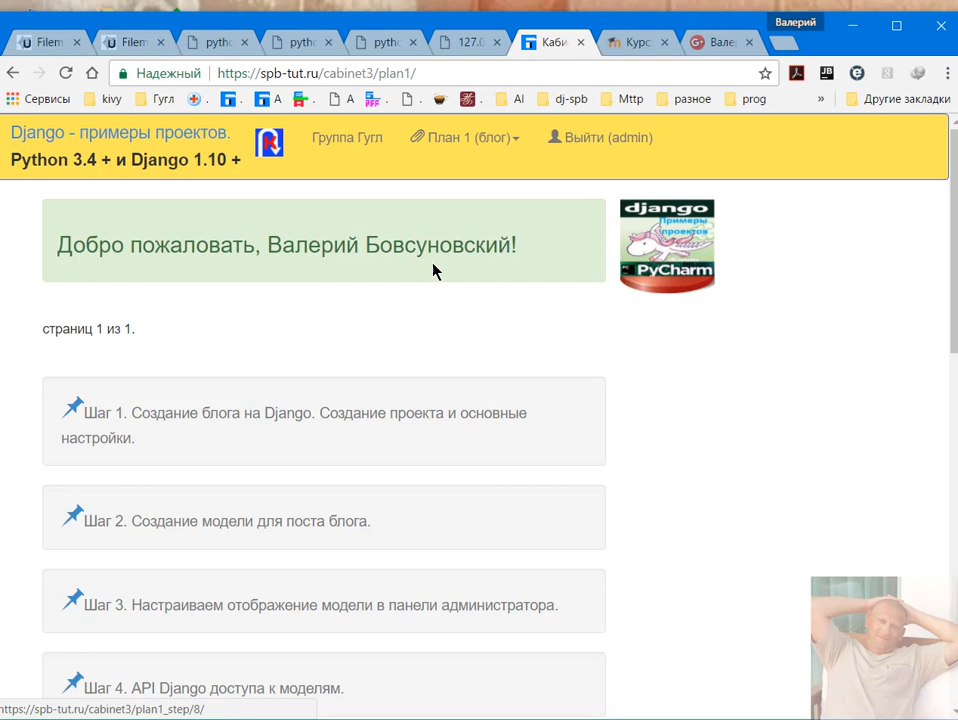 Валерий
Filem
Filem
pytho
pytho
pytho
127.0
Каби
Курс:
Вале
Надежный
https://spb-tut.ru/cabinet3/plan1/
Сервисы
kivy
Гугл
А
А
AI
dj-spb
Mttp
разное
prog
»
Другие закладки
Django - примеры проектов.
Python 3.4 + и Django 1.10 +
Группа Гугл
План 1 (блог)
Выйти (admin)
Добро пожаловать, Валерий Бовсуновский!
django
Примеры
проектов
PyCharm
страниц 1 из 1.
Шаг 1. Создание блога на Django. Создание проекта и основные
настройки.
Шаг 2. Создание модели для поста блога.
Шаг 3. Настраиваем отображение модели в панели администратора.
Шаг 4. API Django доступа к моделям.
https://spb-tut.ru/cabinet3/plan1_step/8/